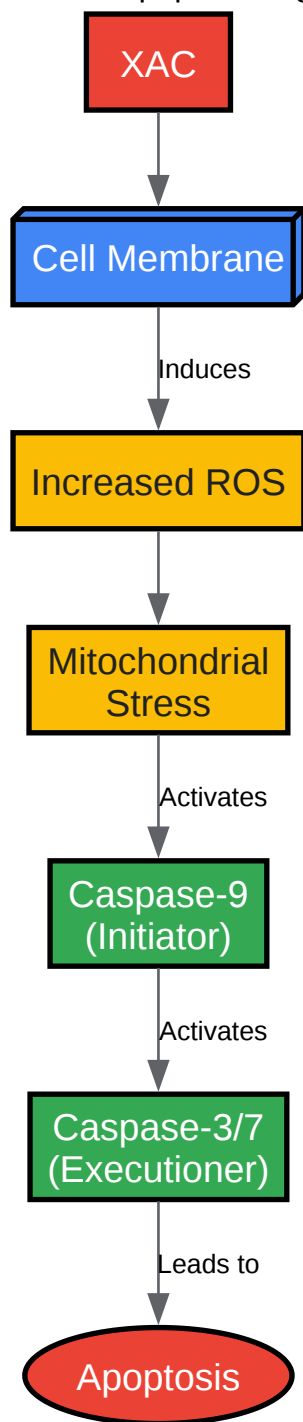 XAC
Cell Membrane
Induces
Increased ROS
Mitochondrial
Stress
Activates
Caspase-9
(Initiator)
Activates
Caspase-3/7
(Executioner)
Leads to
Apoptosis